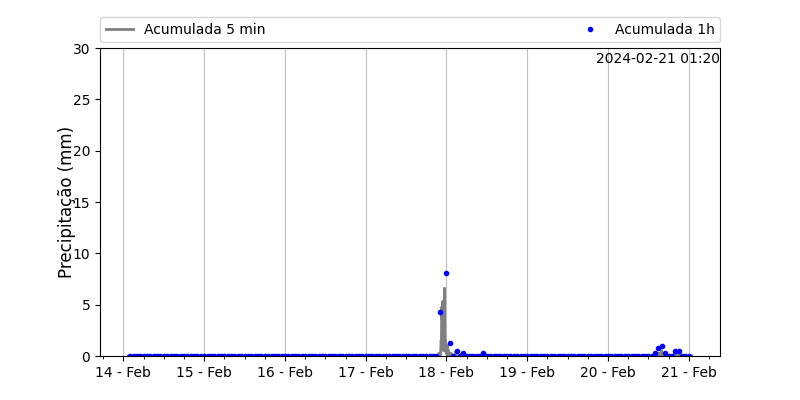 Acumulada 5 min
Acumulada 1h
2024-02-21 01:20
Precipitação (mm)
30
25
20
15
10
5
0
14 - Feb
15 - Feb
16 - Feb
17 - Feb
18 - Feb
19 - Feb
20 - Feb
21 - Feb